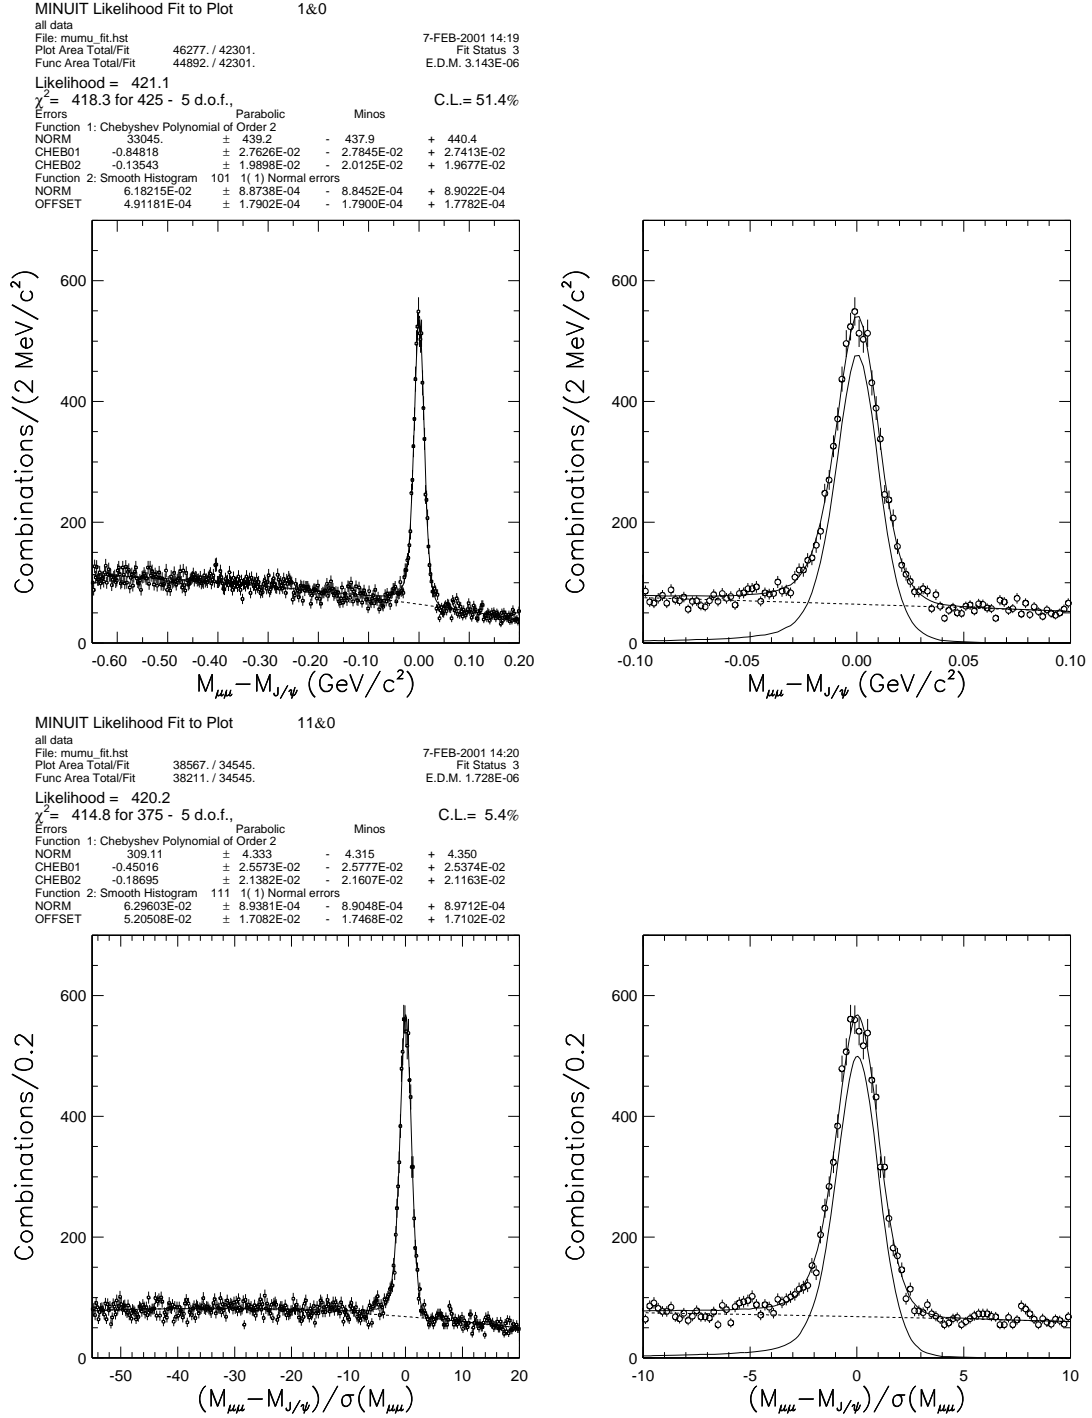 MINUIT Likelihood Fit to Plot 1&0
all data
File: mumu_fit.hst 7-FEB-2001 14:19
Plot Area Total/Fit 46277. / 42301. Fit Status 3
Func Area Total/Fit 44892. / 42301. E.D.M. 3.143E-06
Likelihood = 421.1
χ²= 418.3 for 425 - 5 d.o.f., C.L.= 51.4%
Errors Parabolic Minos
Function 1: Chebyshev Polynomial of Order 2
NORM 33045. ± 439.2 - 437.9 + 440.4
CHEB01 -0.84818 ± 2.7626E-02 - 2.7845E-02 + 2.7413E-02
CHEB02 -0.13543 ± 1.9898E-02 - 2.0125E-02 + 1.9677E-02
Function 2: Smooth Histogram 101 1( 1) Normal errors
NORM 6.18215E-02 ± 8.8738E-04 - 8.8452E-04 + 8.9022E-04
OFFSET 4.91181E-04 ± 1.7902E-04 - 1.7900E-04 + 1.7782E-04
Combinations/(2 MeV/c²)
600
400
200
0
-0.60 -0.50 -0.40 -0.30 -0.20 -0.10 0.00 0.10 0.20
M_μμ−M_J/ψ (GeV/c²)
Combinations/(2 MeV/c²)
600
400
200
0
-0.10 -0.05 0.00 0.05 0.10
M_μμ−M_J/ψ (GeV/c²)
MINUIT Likelihood Fit to Plot 11&0
all data
File: mumu_fit.hst 7-FEB-2001 14:20
Plot Area Total/Fit 38567. / 34545. Fit Status 3
Func Area Total/Fit 38211. / 34545. E.D.M. 1.728E-06
Likelihood = 420.2
χ²= 414.8 for 375 - 5 d.o.f., C.L.= 5.4%
Errors Parabolic Minos
Function 1: Chebyshev Polynomial of Order 2
NORM 309.11 ± 4.333 - 4.315 + 4.350
CHEB01 -0.45016 ± 2.5573E-02 - 2.5777E-02 + 2.5374E-02
CHEB02 -0.18695 ± 2.1382E-02 - 2.1607E-02 + 2.1163E-02
Function 2: Smooth Histogram 111 1( 1) Normal errors
NORM 6.29603E-02 ± 8.9381E-04 - 8.9048E-04 + 8.9712E-04
OFFSET 5.20508E-02 ± 1.7082E-02 - 1.7468E-02 + 1.7102E-02
Combinations/0.2
600
400
200
0
-50 -40 -30 -20 -10 0 10 20
(M_μμ−M_J/ψ)/σ(M_μμ)
Combinations/0.2
600
400
200
0
-10 -5 0 5 10
(M_μμ−M_J/ψ)/σ(M_μμ)